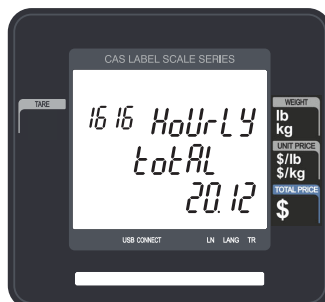 CAS LABEL SCALE SERIES
TARE
1616 HoUrLY
totAL
20.12
WEIGHT
lb
kg
UNIT PRICE
$/lb
$/kg
TOTAL PRICE
$
USB CONNECT LN LANG TR